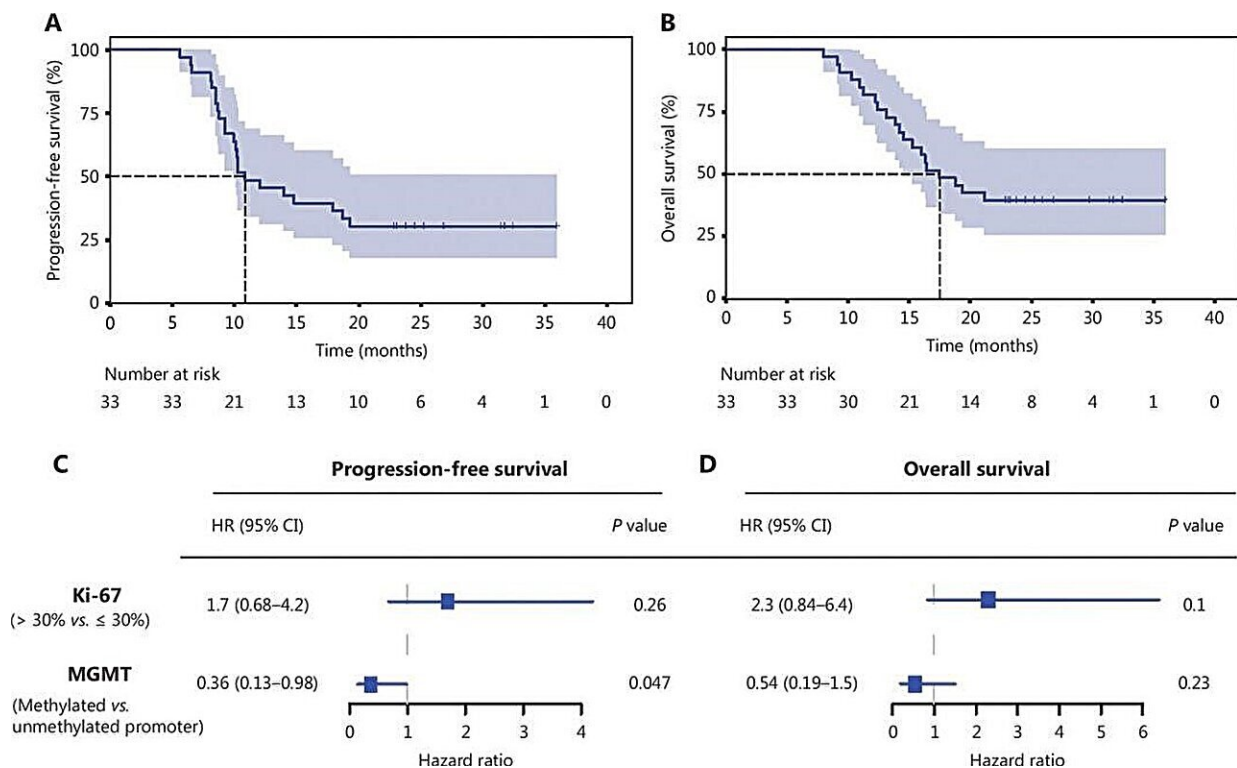 A
Progression-free survival (%)
100
75
50
25
0
0 5 10 15 20 25 30 35 40
Time (months)
Number at risk
33 33 21 13 10 6 4 1 0
B
Overall survival (%)
100
75
50
25
0
0 5 10 15 20 25 30 35 40
Time (months)
Number at risk
33 33 30 21 14 8 4 1 0
C Progression-free survival
D Overall survival
HR (95% CI) P value HR (95% CI) P value
Ki-67
(> 30% vs. ≤ 30%)
1.7 (0.68–4.2) 0.26 2.3 (0.84–6.4) 0.1
MGMT
(Methylated vs.
unmethylated promoter)
0.36 (0.13–0.98) 0.047 0.54 (0.19–1.5) 0.23
0 1 2 3 4
Hazard ratio
0 1 2 3 4 5 6
Hazard ratio